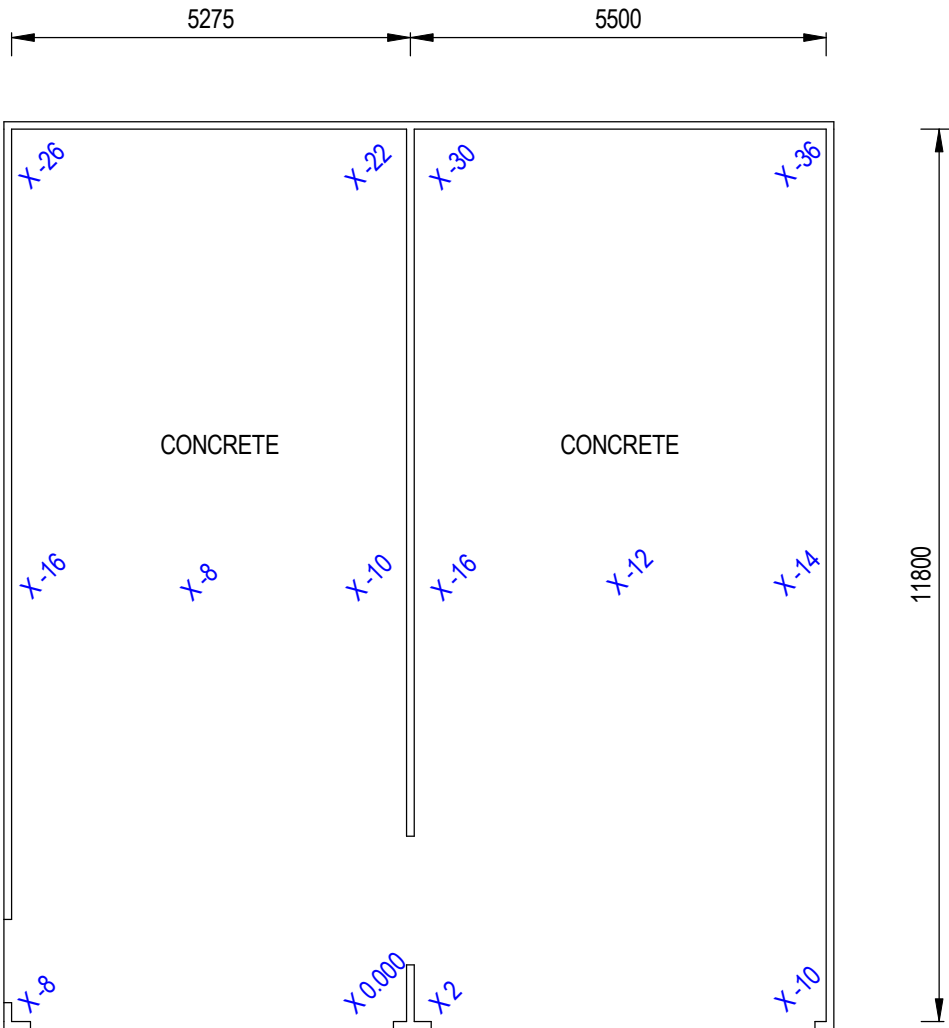 5275 5500
X -26 X -22 X -30 X -36
CONCRETE CONCRETE
X -16 X -8 X -10 X -16 X -12 X -14
11800
X -8 X 0.000 X 2 X -10